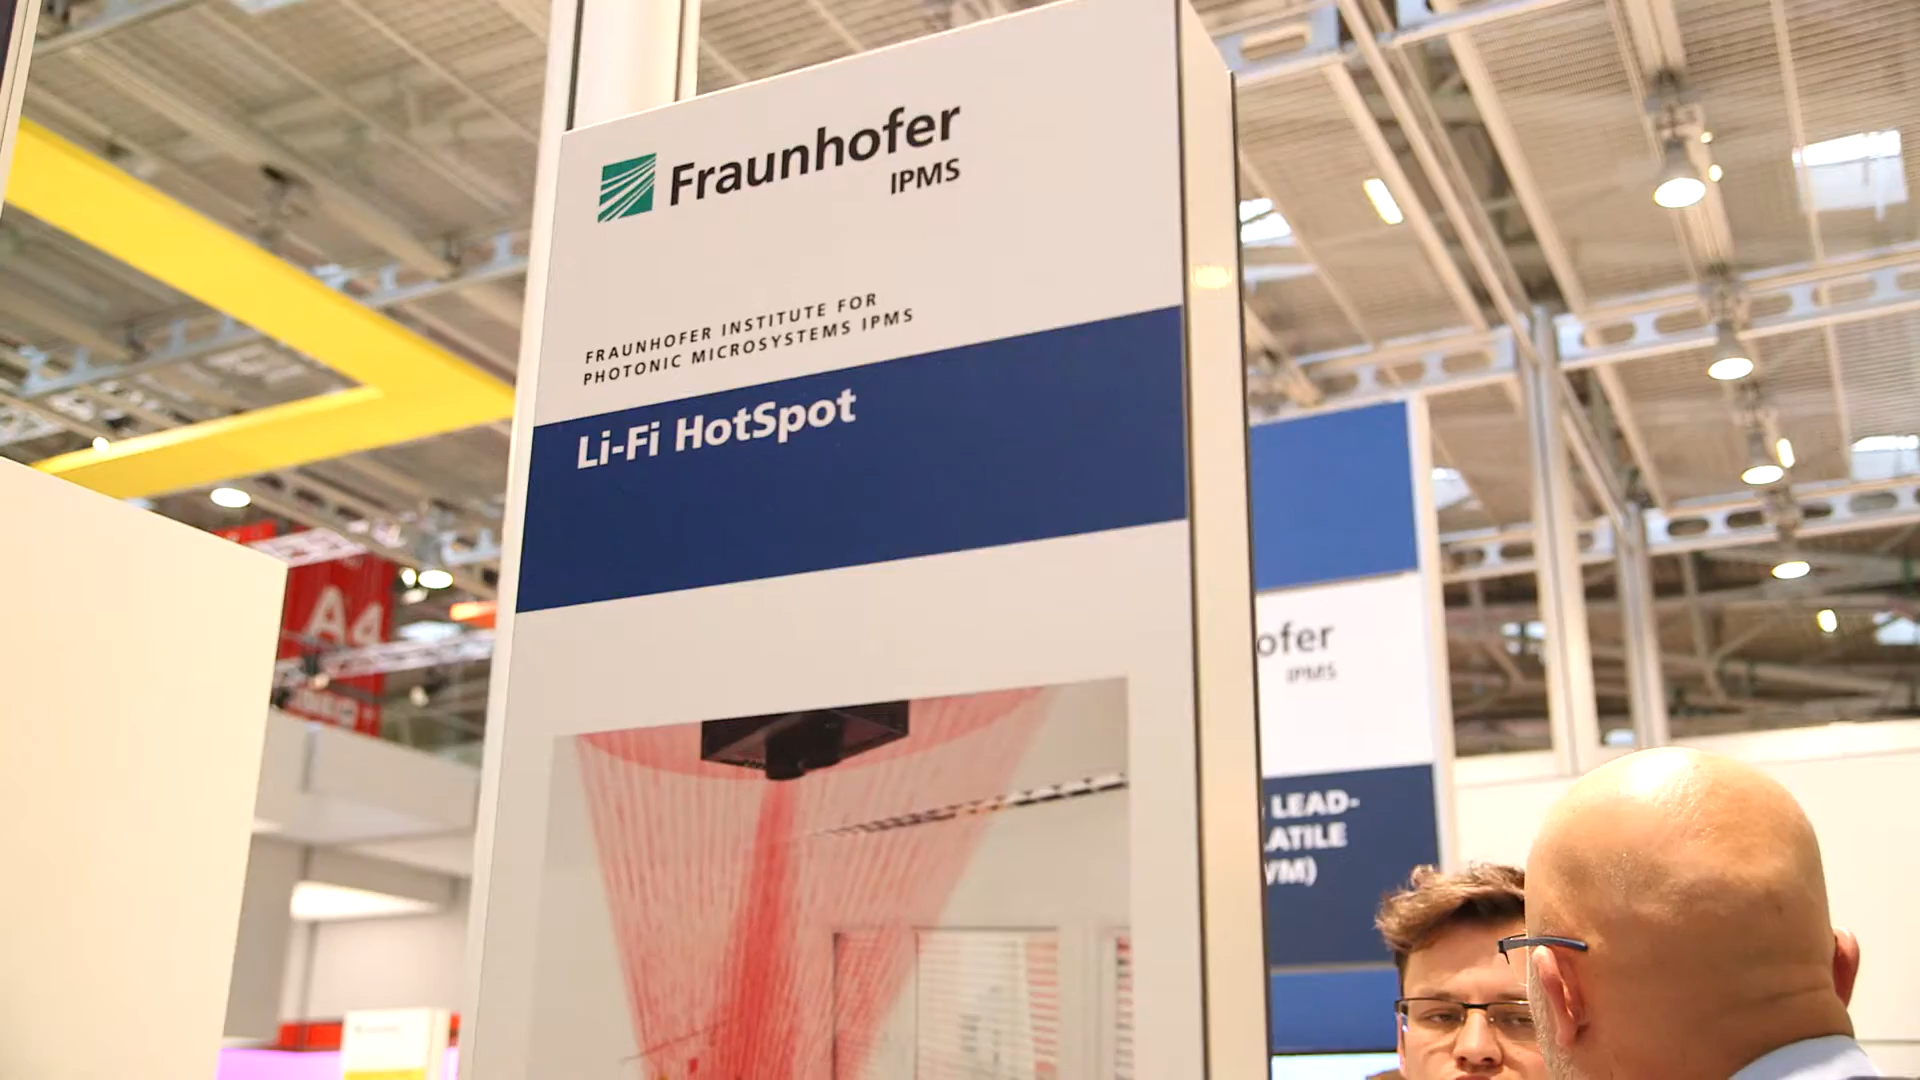 Fraunhofer
IPMS
FRAUNHOFER INSTITUTE FOR
PHOTONIC MICROSYSTEMS IPMS
Li-Fi HotSpot
A4
ofer
IPMS
LEAD-
ATILE
VM)